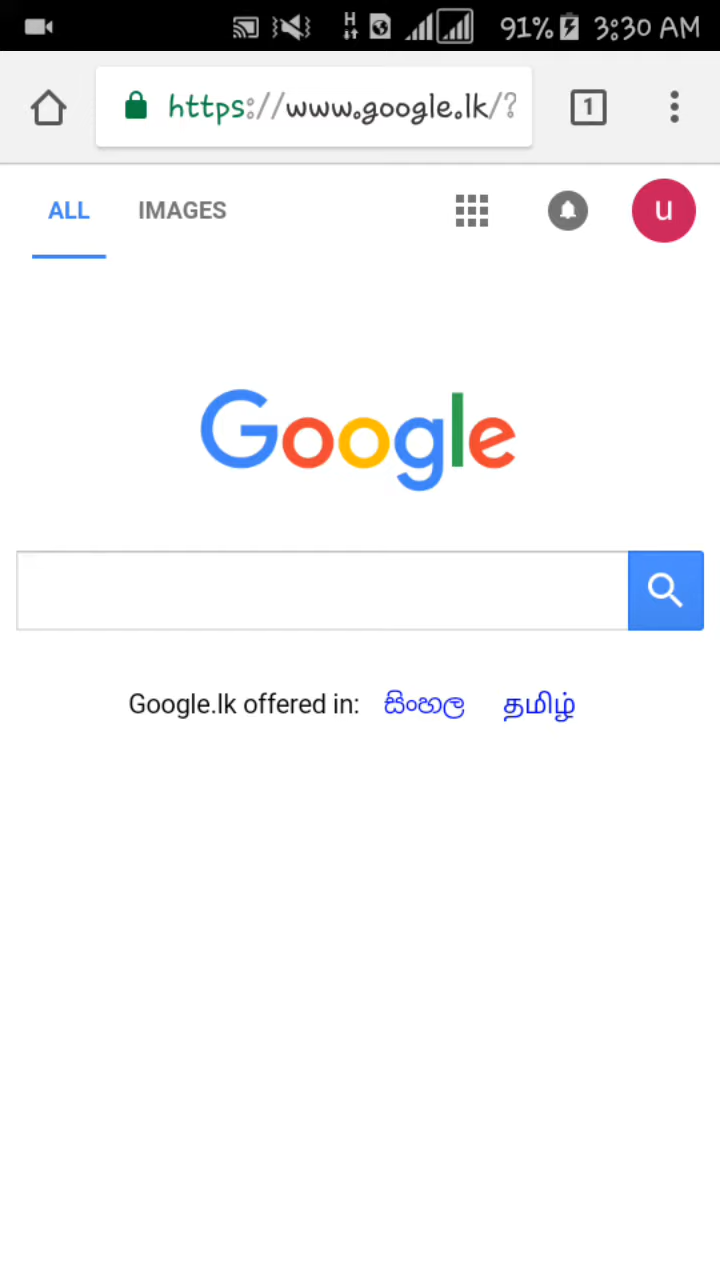 H 91% 3:30 AM
https://www.google.lk/? 1
ALL IMAGES u
Google
Google.lk offered in: සිංහල தமிழ்